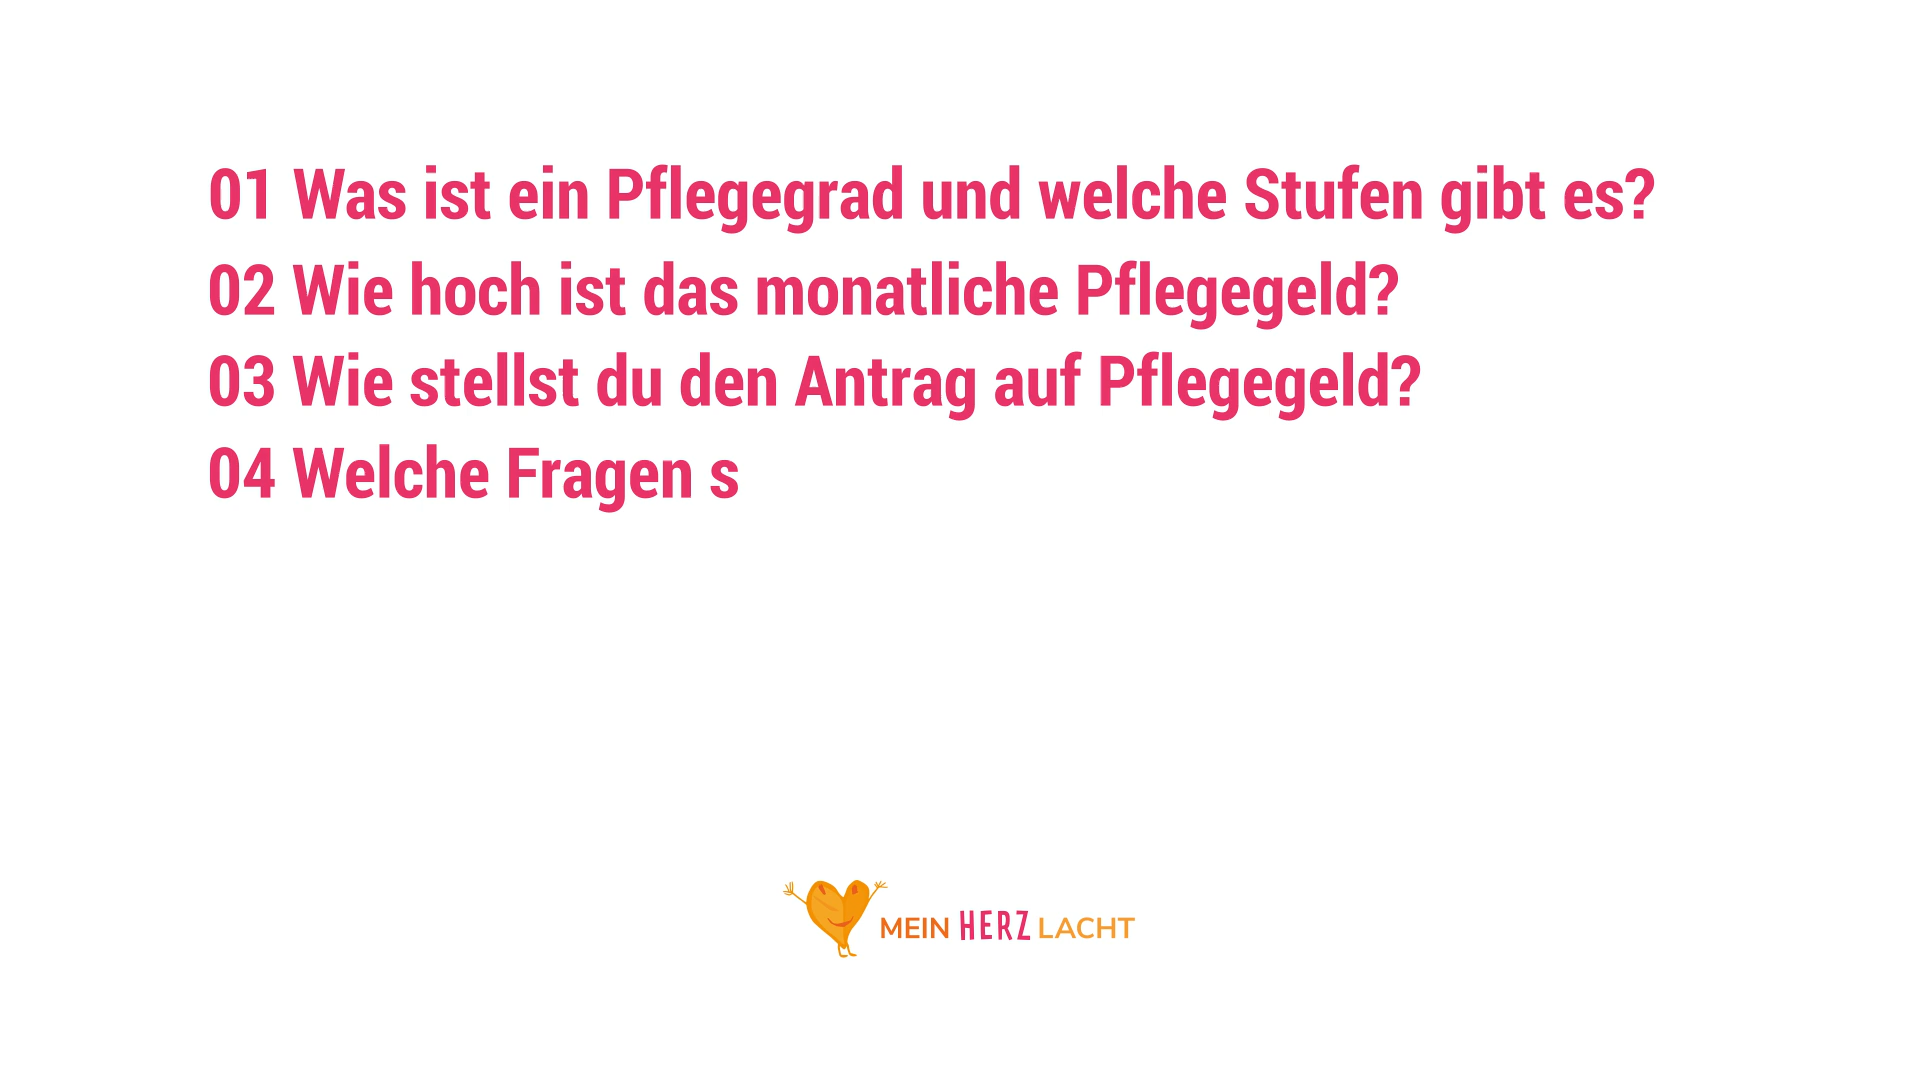 01 Was ist ein Pflegegrad und welche Stufen gibt es?
02 Wie hoch ist das monatliche Pflegegeld?
03 Wie stellst du den Antrag auf Pflegegeld?
04 Welche Fragen s
MEIN HERZ LACHT